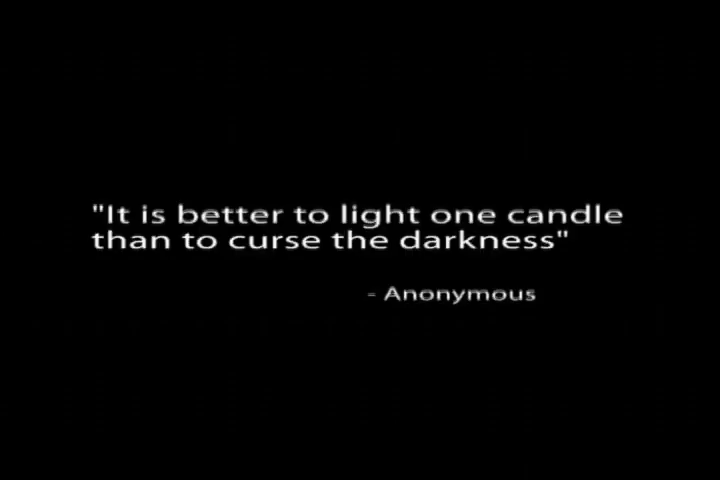 "It is better to light one candle
than to curse the darkness"
- Anonymous